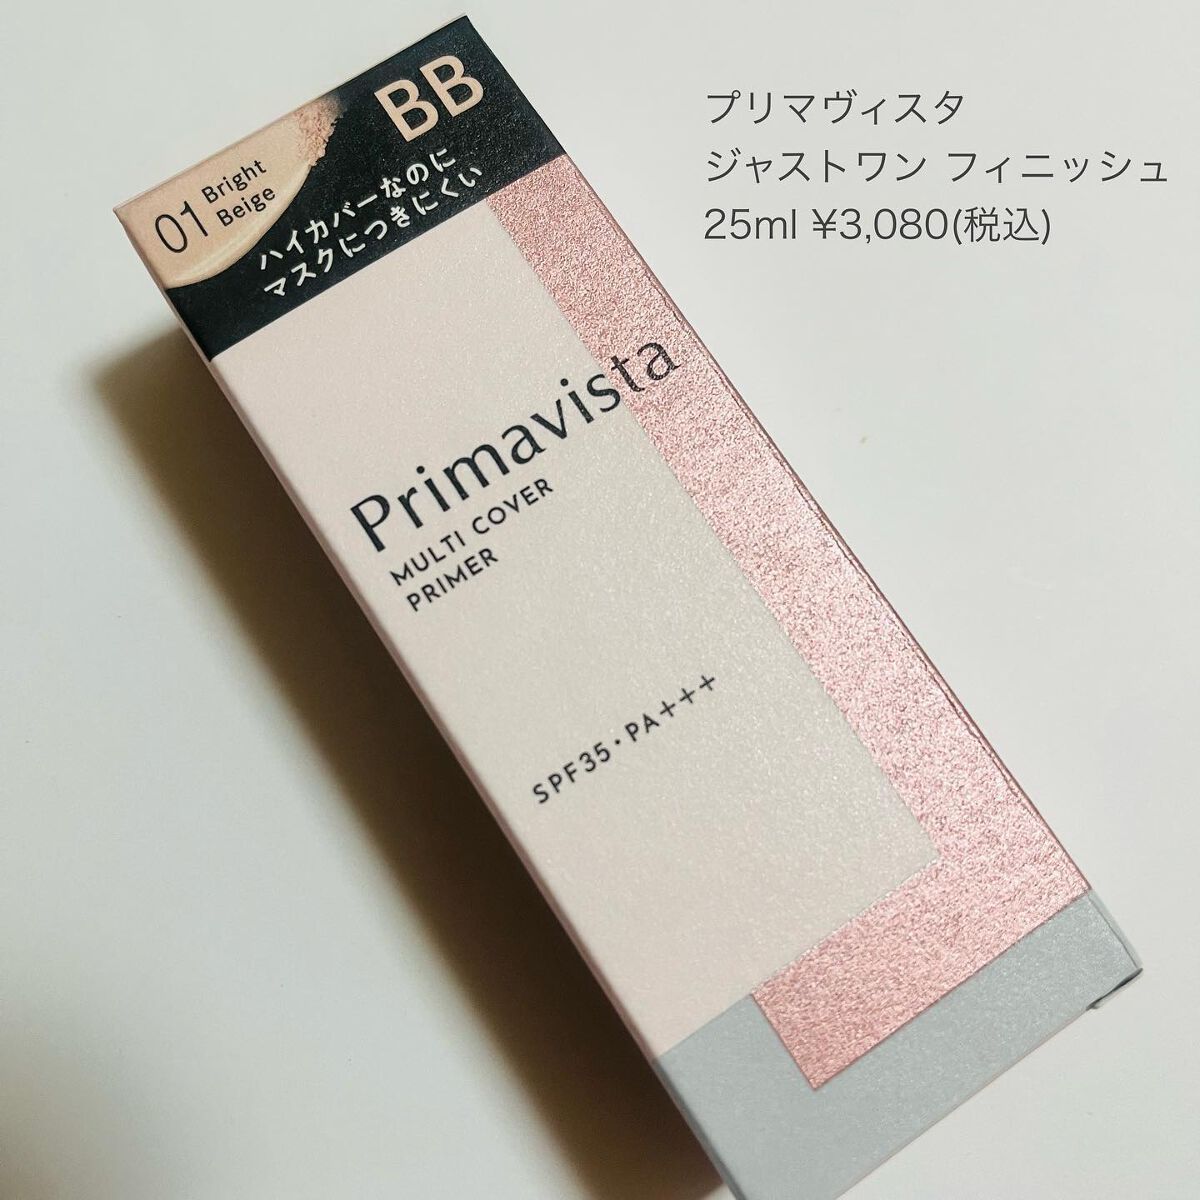 BB
01 Bright
Beige
ハイカバーなのに
マスクにつきにくい
Primavista
MULTI COVER
PRIMER
SPF35・PA+++
プリマヴィスタ
ジャストワン フィニッシュ
25ml ¥3,080(税込)